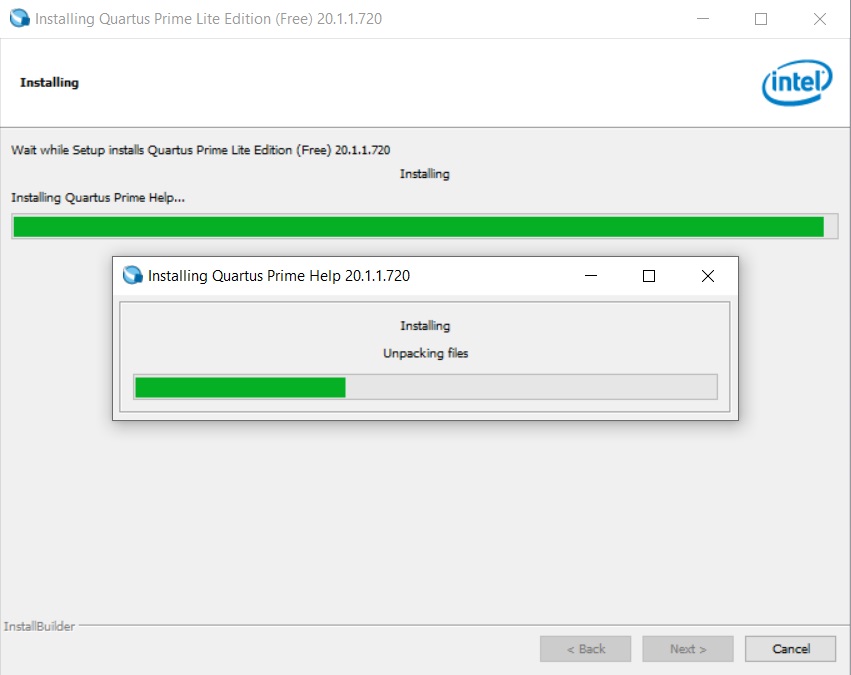 Installing Quartus Prime Lite Edition (Free) 20.1.1.720
Installing
intel
Wait while Setup installs Quartus Prime Lite Edition (Free) 20.1.1.720
Installing
Installing Quartus Prime Help...
Installing Quartus Prime Help 20.1.1.720
Installing
Unpacking files
InstallBuilder
< Back Next > Cancel